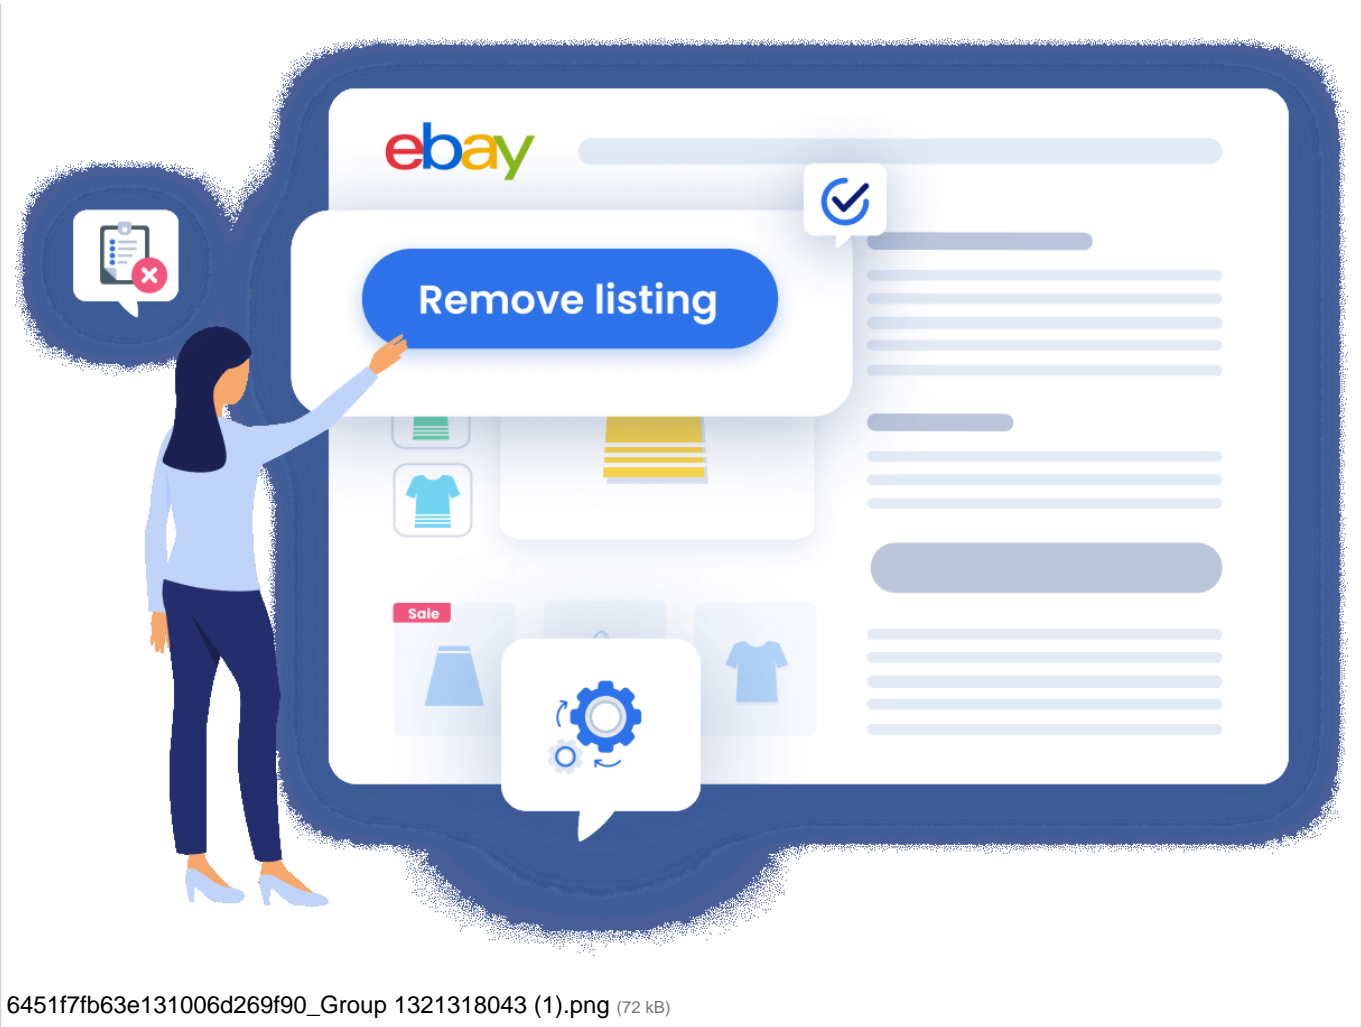 ebay
Remove listing
Sale
6451f7fb63e131006d269f90_Group 1321318043 (1).png (72 kB)